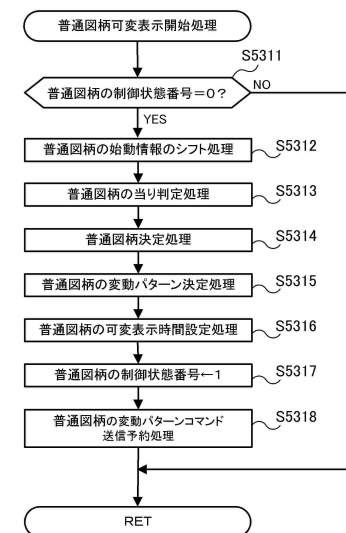 普通図柄可変表示開始処理
S5311
普通図柄の制御状態番号＝0？
NO
YES
普通図柄の始動情報のシフト処理
S5312
普通図柄の当り判定処理
S5313
普通図柄決定処理
S5314
普通図柄の変動パターン決定処理
S5315
普通図柄の可変表示時間設定処理
S5316
普通図柄の制御状態番号←1
S5317
普通図柄の変動パターンコマンド
送信予約処理
S5318
RET